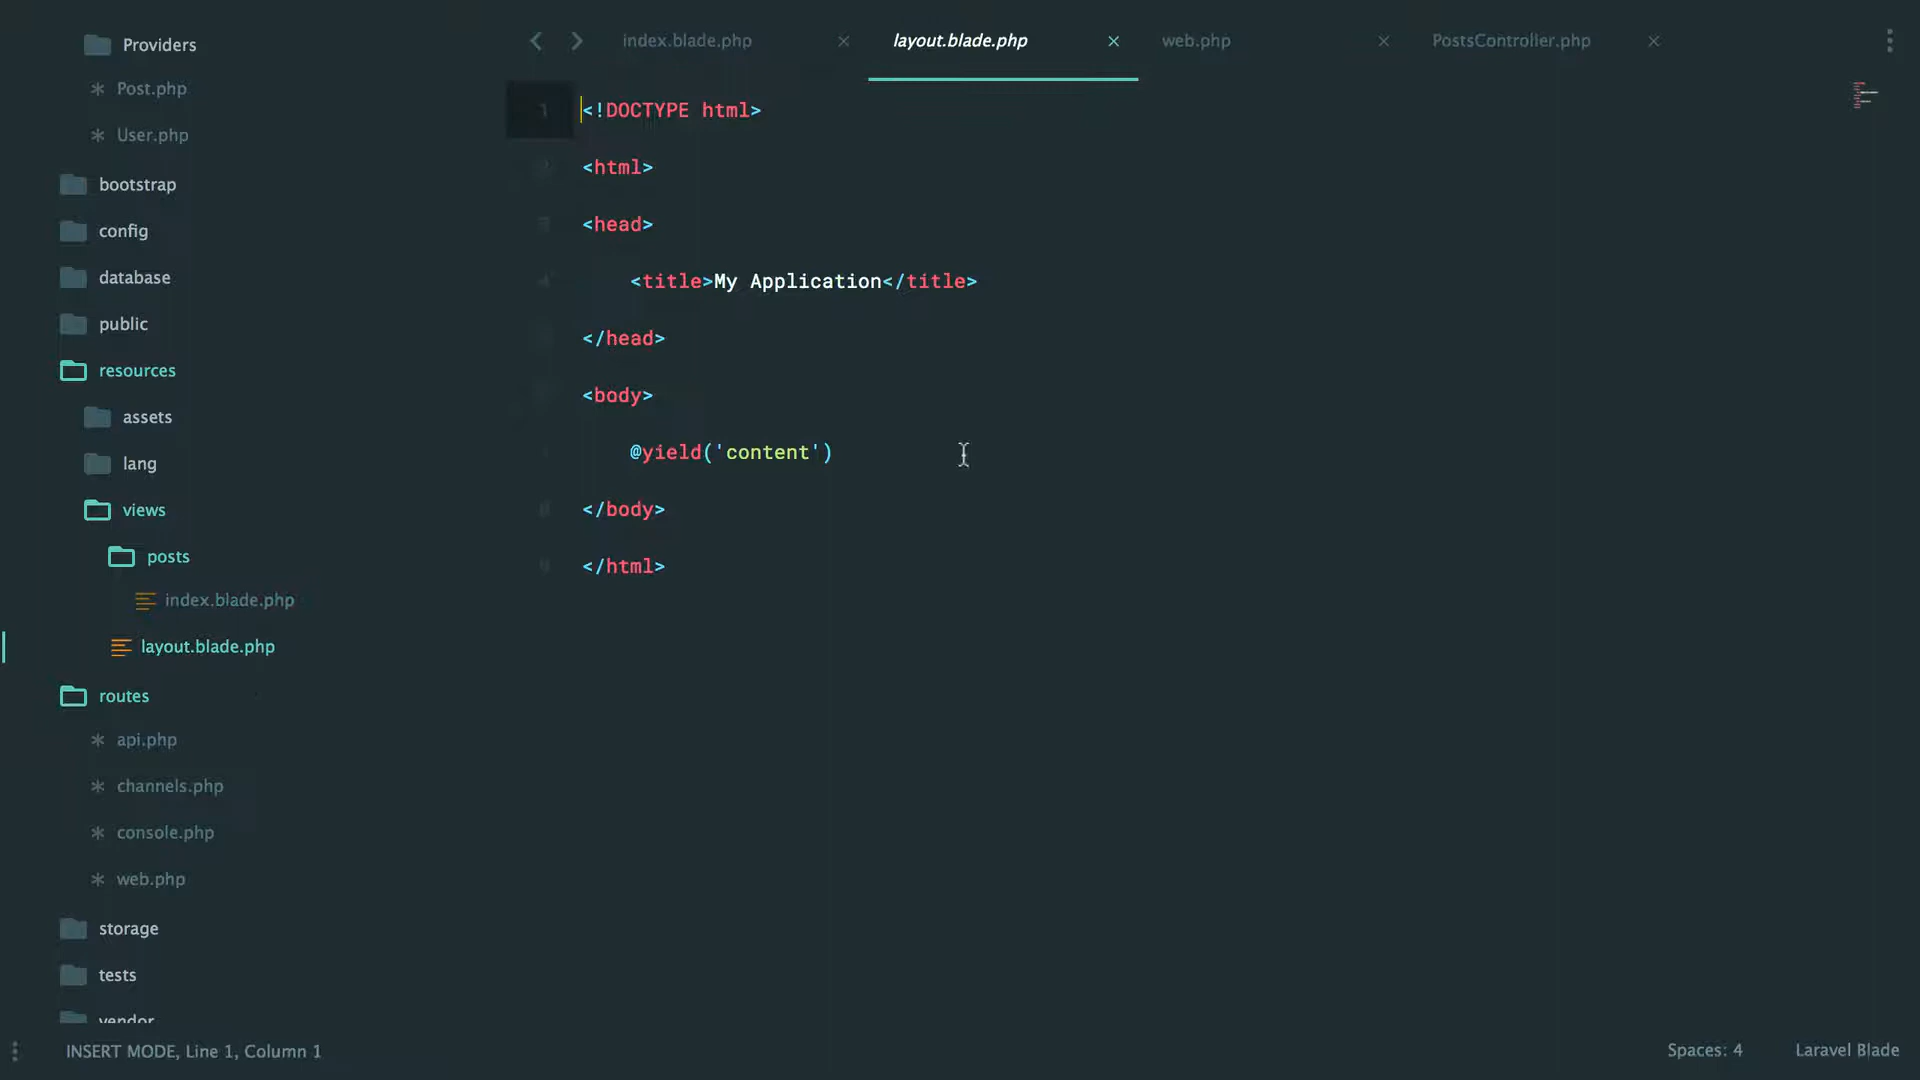 Providers
Post.php
User.php
bootstrap
config
database
public
resources
assets
lang
views
posts
index.blade.php
layout.blade.php
routes
api.php
channels.php
console.php
web.php
storage
tests
vendor
index.blade.php
layout.blade.php
web.php
PostsController.php
1 <!DOCTYPE html>
<html>
<head>
4 <title>My Application</title>
</head>
<body>
@yield('content')
</body>
</html>
INSERT MODE, Line 1, Column 1
Spaces: 4
Laravel Blade